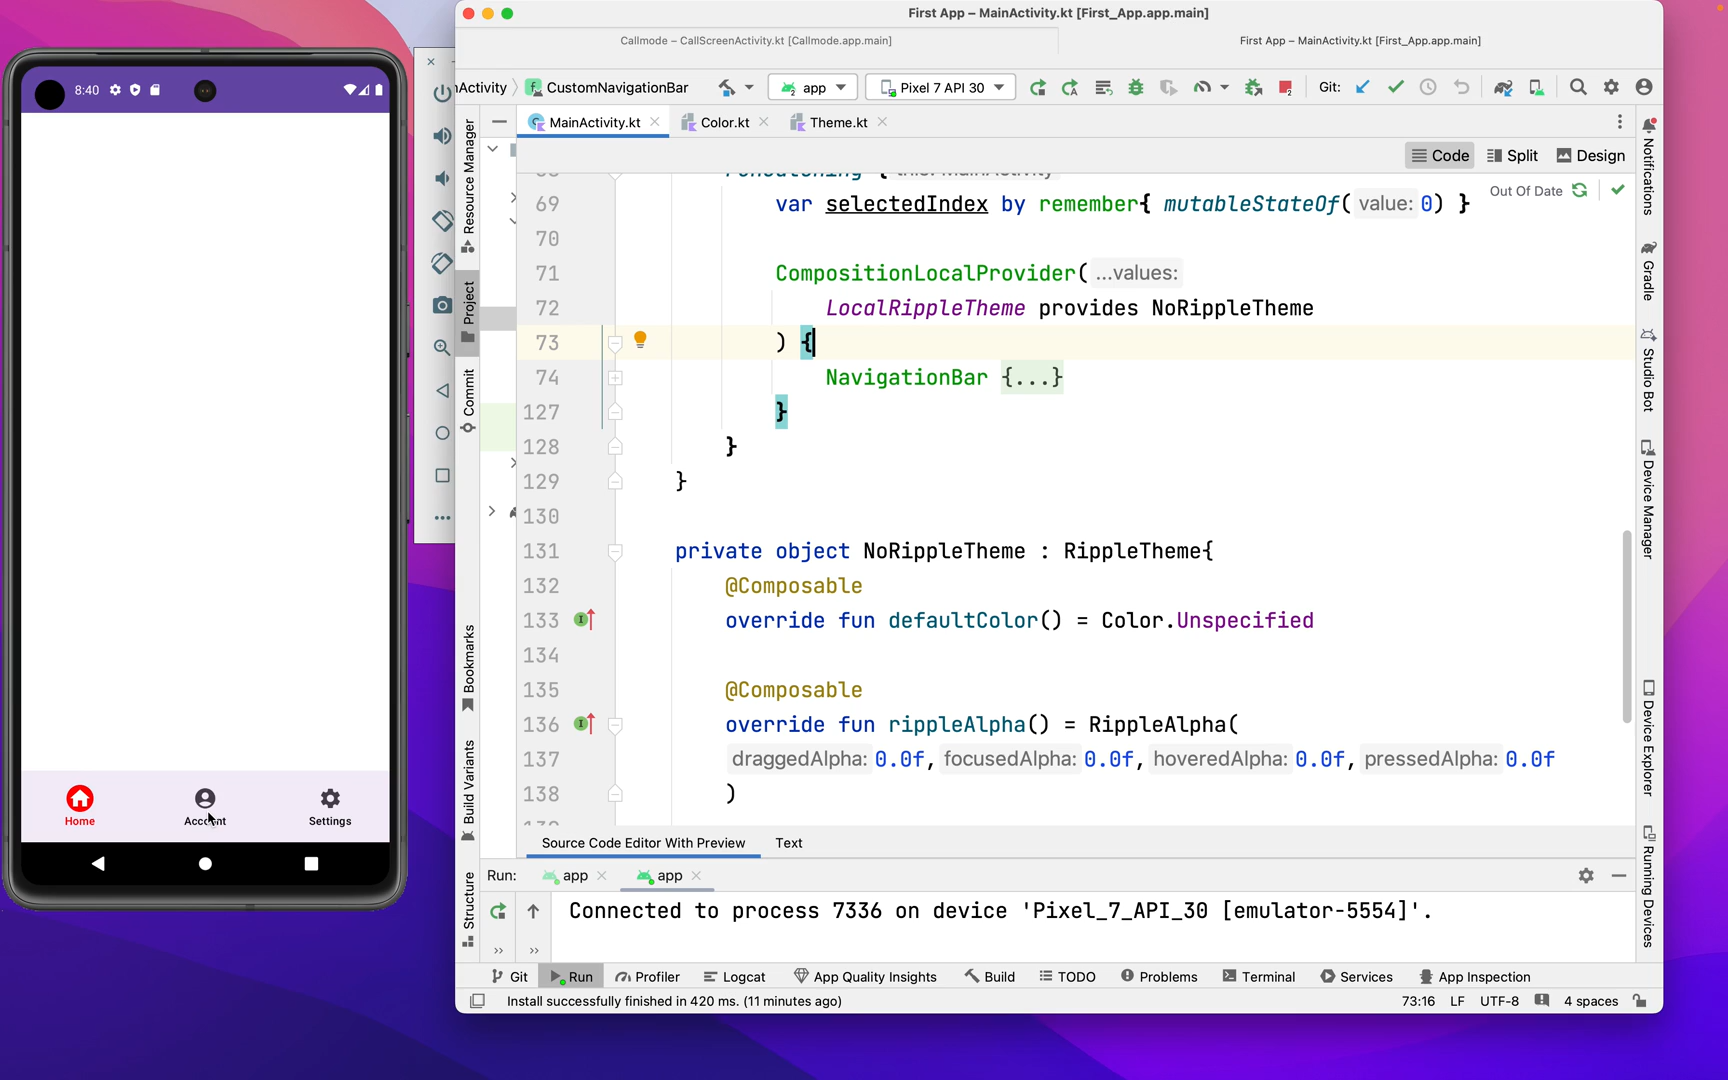 First App – MainActivity.kt [First_App.app.main]
Callmode – CallScreenActivity.kt [Callmode.app.main]
First App – MainActivity.kt [First_App.app.main]
Activity
CustomNavigationBar
app
Pixel 7 API 30
Git:
MainActivity.kt
Color.kt
Theme.kt
Code
Split
Design
Out Of Date
69 var selectedIndex by remember{ mutableStateOf( value: 0) }
70
71 CompositionLocalProvider( ...values:
72 LocalRippleTheme provides NoRippleTheme
73 ) {
74 NavigationBar {...}
127 }
128 }
129 }
130
131 private object NoRippleTheme : RippleTheme{
132 @Composable
133 override fun defaultColor() = Color.Unspecified
134
135 @Composable
136 override fun rippleAlpha() = RippleAlpha(
137 draggedAlpha: 0.0f, focusedAlpha: 0.0f, hoveredAlpha: 0.0f, pressedAlpha: 0.0f
138 )
Source Code Editor With Preview
Text
Run:
app
app
Connected to process 7336 on device 'Pixel_7_API_30 [emulator-5554]'.
Git
Run
Profiler
Logcat
App Quality Insights
Build
TODO
Problems
Terminal
Services
App Inspection
Install successfully finished in 420 ms. (11 minutes ago)
73:16
LF
UTF-8
4 spaces
Resource Manager
Project
Commit
Bookmarks
Build Variants
Structure
Notifications
Gradle
Studio Bot
Device Manager
Device Explorer
Running Devices
8:40
Home
Account
Settings